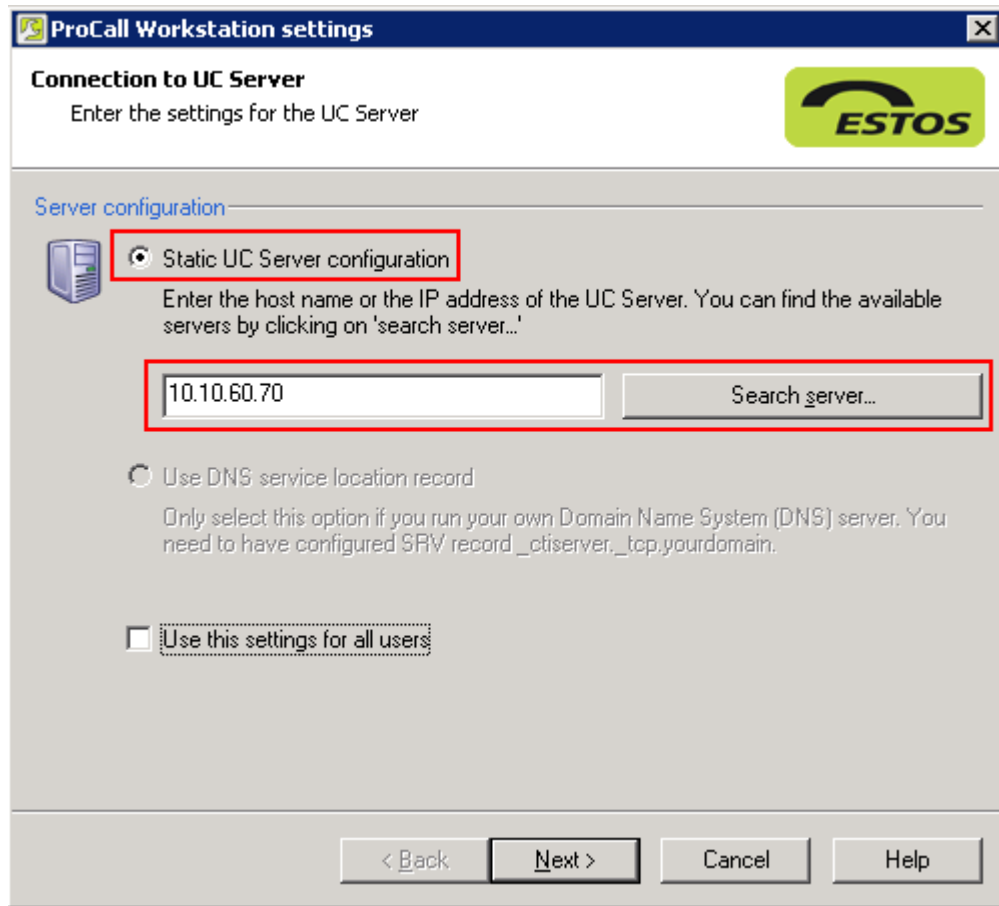 ProCall Workstation settings
Connection to UC Server
Enter the settings for the UC Server
ESTOS
Server configuration
Static UC Server configuration
Enter the host name or the IP address of the UC Server. You can find the available
servers by clicking on 'search server...'
10.10.60.70
Search server...
Use DNS service location record
Only select this option if you run your own Domain Name System (DNS) server. You
need to have configured SRV record _ctiserver._tcp.yourdomain.
Use this settings for all users
< Back
Next >
Cancel
Help